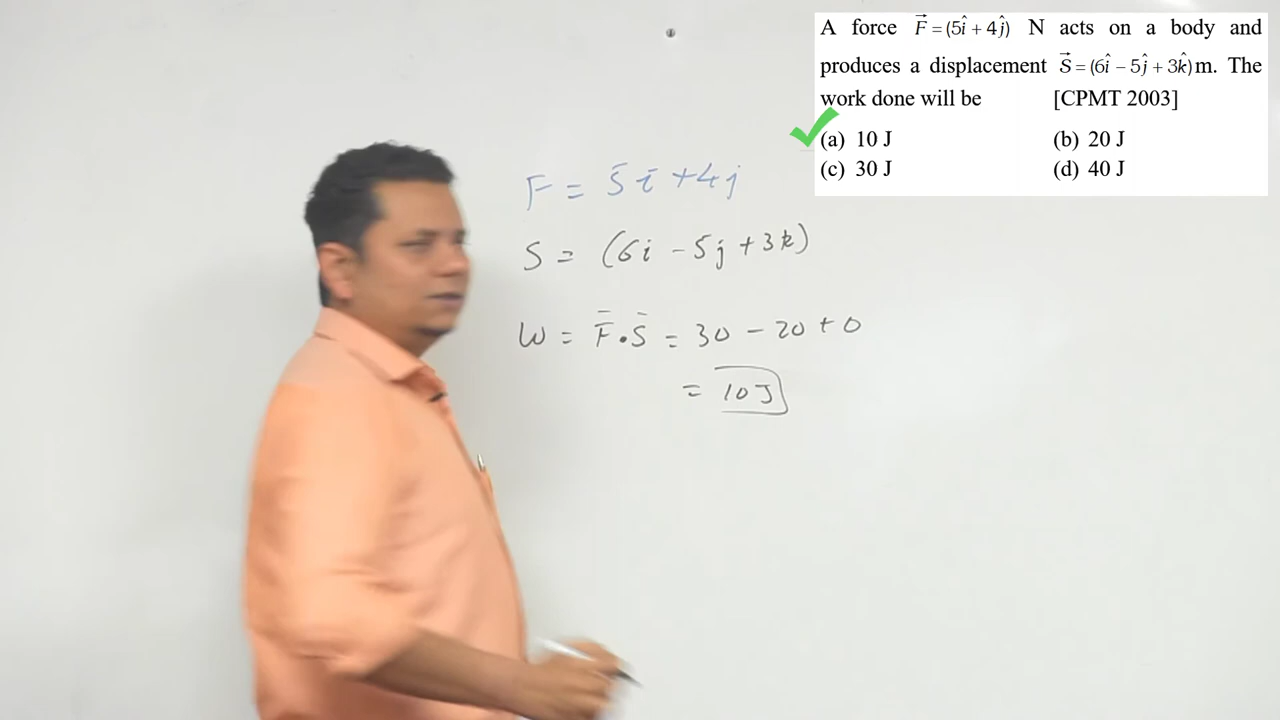 A force F⃗ = (5î + 4ĵ) N acts on a body and
produces a displacement S⃗ = (6î − 5ĵ + 3k̂) m. The
work done will be [CPMT 2003]
(a) 10 J (b) 20 J
(c) 30 J (d) 40 J
F = 5i + 4j
S = (6i - 5j + 3k)
W = F̄ • S̄ = 30 - 20 + 0
= 10J